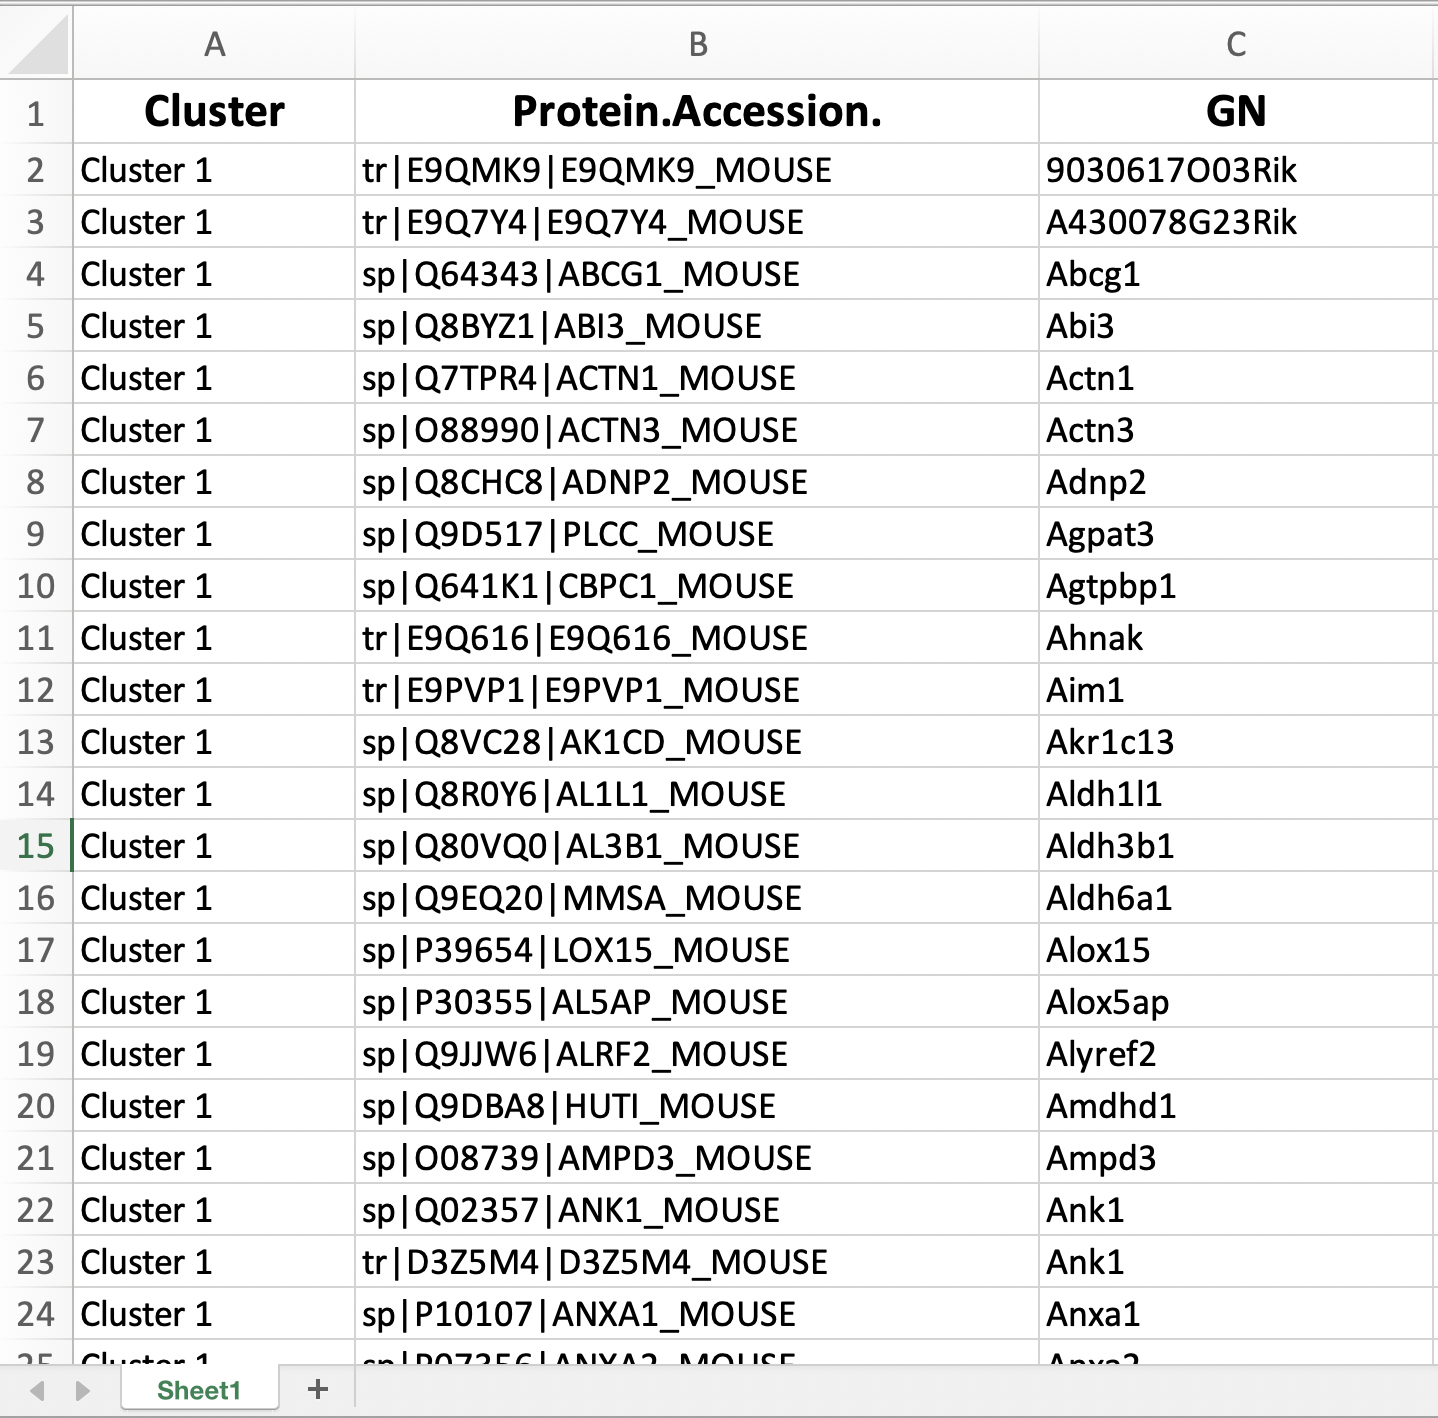 A B C
1 Cluster Protein.Accession. GN
2 Cluster 1 tr|E9QMK9|E9QMK9_MOUSE 9030617O03Rik
3 Cluster 1 tr|E9Q7Y4|E9Q7Y4_MOUSE A430078G23Rik
4 Cluster 1 sp|Q64343|ABCG1_MOUSE Abcg1
5 Cluster 1 sp|Q8BYZ1|ABI3_MOUSE Abi3
6 Cluster 1 sp|Q7TPR4|ACTN1_MOUSE Actn1
7 Cluster 1 sp|O88990|ACTN3_MOUSE Actn3
8 Cluster 1 sp|Q8CHC8|ADNP2_MOUSE Adnp2
9 Cluster 1 sp|Q9D517|PLCC_MOUSE Agpat3
10 Cluster 1 sp|Q641K1|CBPC1_MOUSE Agtpbp1
11 Cluster 1 tr|E9Q616|E9Q616_MOUSE Ahnak
12 Cluster 1 tr|E9PVP1|E9PVP1_MOUSE Aim1
13 Cluster 1 sp|Q8VC28|AK1CD_MOUSE Akr1c13
14 Cluster 1 sp|Q8R0Y6|AL1L1_MOUSE Aldh1l1
15 Cluster 1 sp|Q80VQ0|AL3B1_MOUSE Aldh3b1
16 Cluster 1 sp|Q9EQ20|MMSA_MOUSE Aldh6a1
17 Cluster 1 sp|P39654|LOX15_MOUSE Alox15
18 Cluster 1 sp|P30355|AL5AP_MOUSE Alox5ap
19 Cluster 1 sp|Q9JJW6|ALRF2_MOUSE Alyref2
20 Cluster 1 sp|Q9DBA8|HUTI_MOUSE Amdhd1
21 Cluster 1 sp|O08739|AMPD3_MOUSE Ampd3
22 Cluster 1 sp|Q02357|ANK1_MOUSE Ank1
23 Cluster 1 tr|D3Z5M4|D3Z5M4_MOUSE Ank1
24 Cluster 1 sp|P10107|ANXA1_MOUSE Anxa1
25 Cluster 1 sp|P07356|ANXA2_MOUSE Anxa2
Sheet1 +